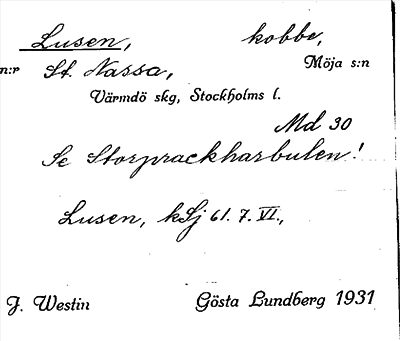 Lusen, kobbe,
n:r St. Nassa, Möja s:n
Värmdö skg, Stockholms l.
Md 30
Se Storprackharbulen!
Lusen, kSj 61.7.VI.,
J. Westin Gösta Lundberg 1931